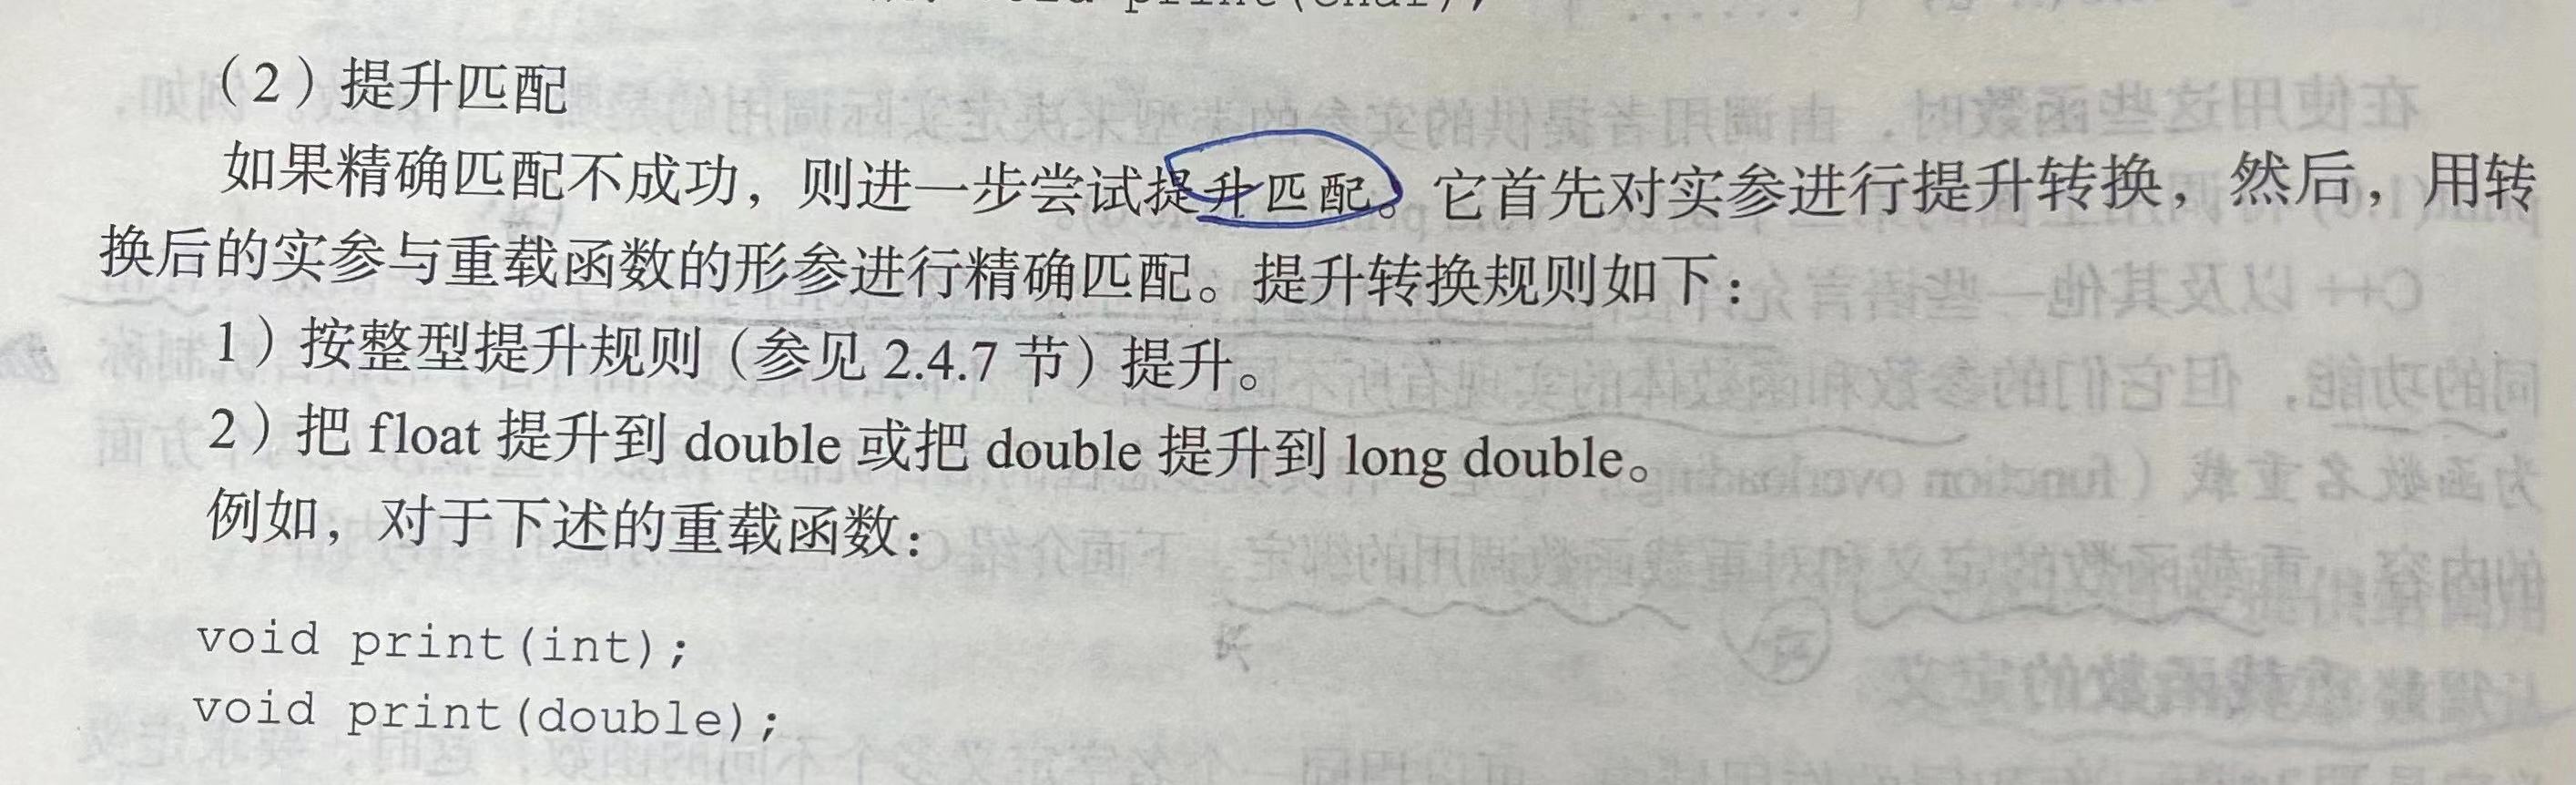 void print(char);
（2）提升匹配
如果精确匹配不成功，则进一步尝试提升匹配。它首先对实参进行提升转换，然后，用转
换后的实参与重载函数的形参进行精确匹配。提升转换规则如下：
1）按整型提升规则（参见 2.4.7 节）提升。
2）把 float 提升到 double 或把 double 提升到 long double。
例如，对于下述的重载函数：
void print(int);
void print(double);